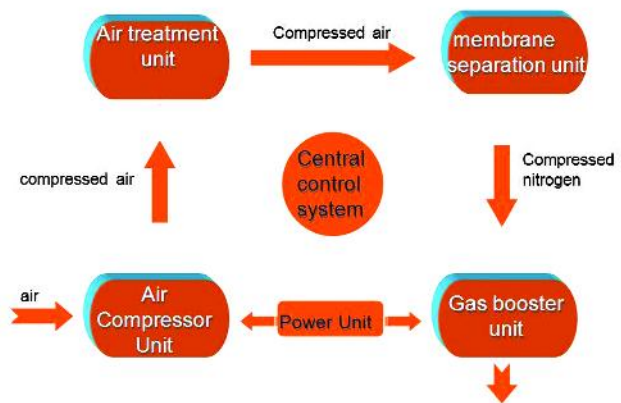 Air treatment
unit
Compressed air
membrane
separation unit
compressed air
Central
control
system
Compressed
nitrogen
air
Air
Compressor
Unit
Power Unit
Gas booster
unit